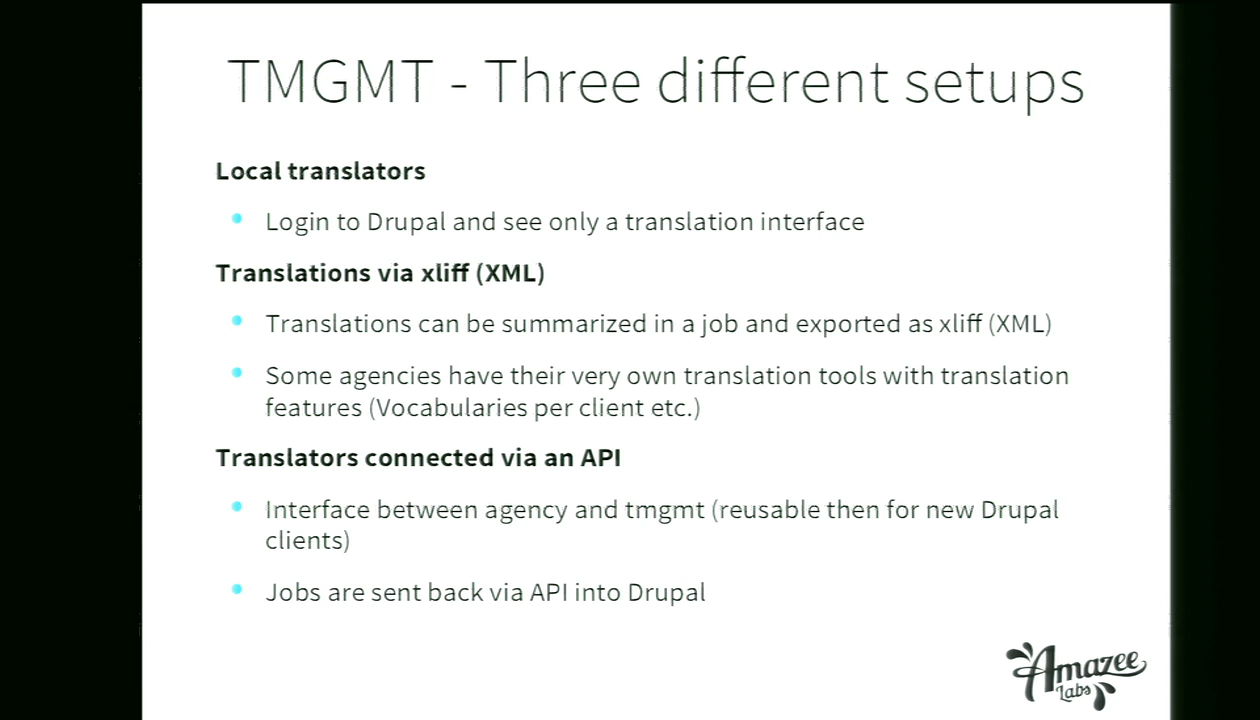 TMGMT - Three different setups
Local translators
Login to Drupal and see only a translation interface
Translations via xliff (XML)
Translations can be summarized in a job and exported as xliff (XML)
Some agencies have their very own translation tools with translation
features (Vocabularies per client etc.)
Translators connected via an API
Interface between agency and tmgmt (reusable then for new Drupal
clients)
Jobs are sent back via API into Drupal
Amazee
Labs